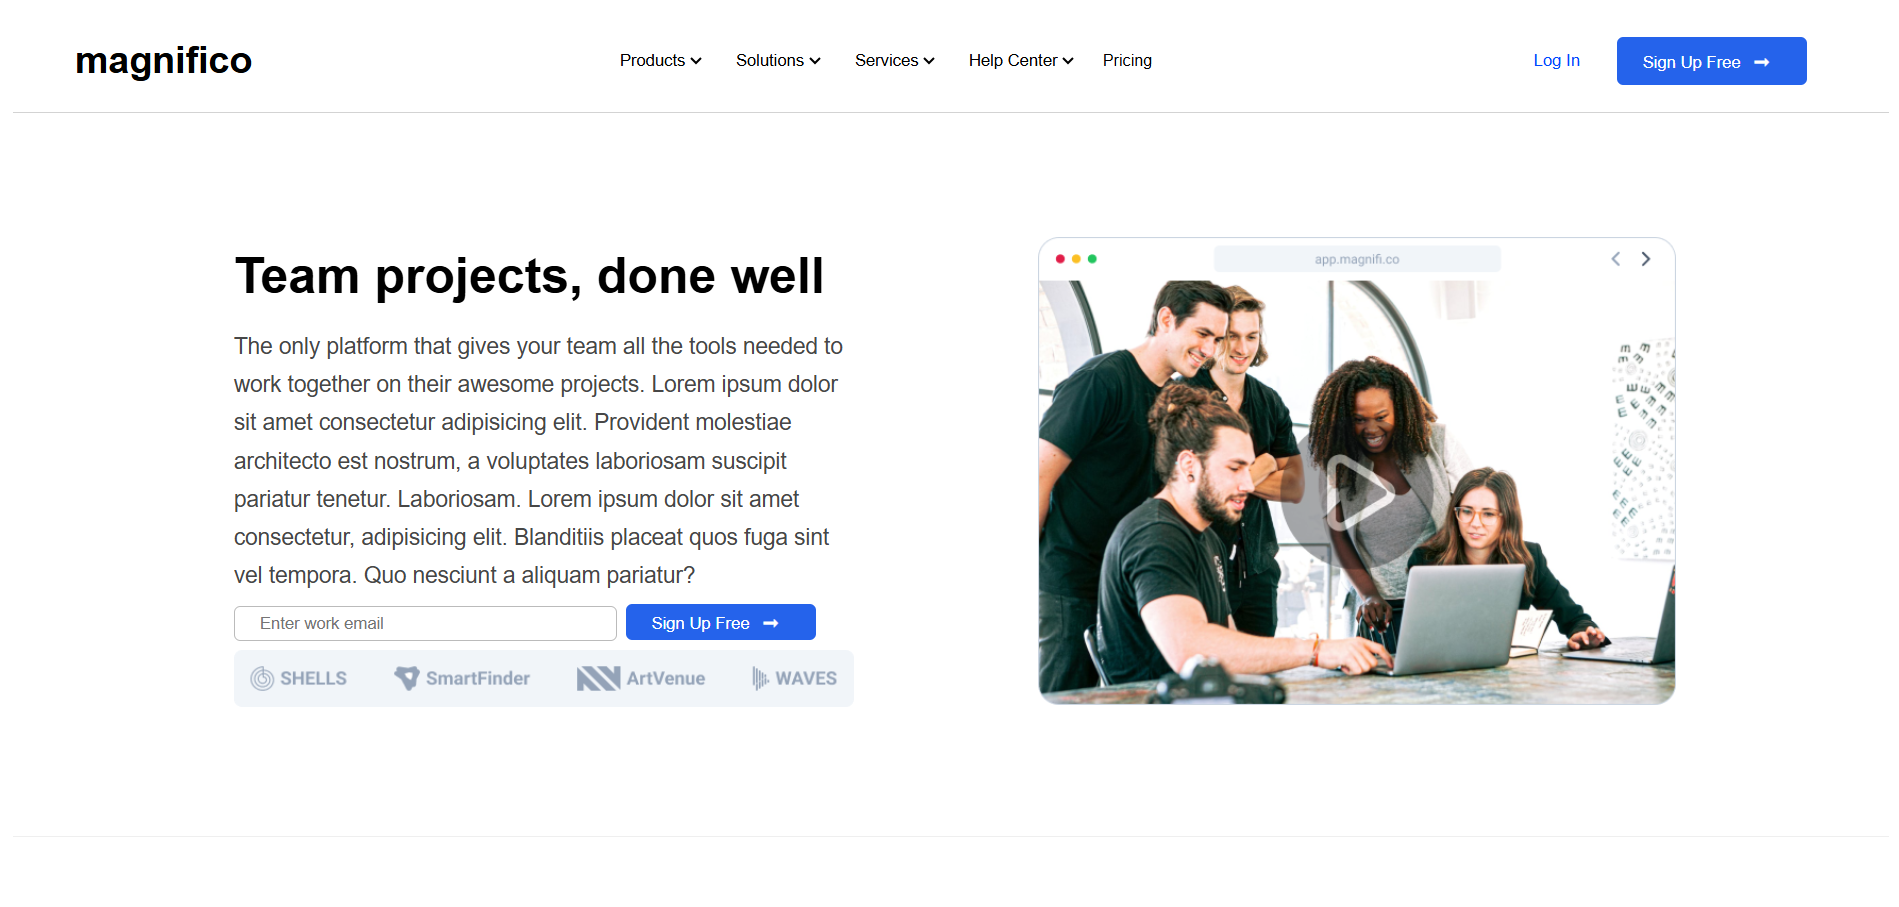 magnifico
Products
Solutions
Services
Help Center
Pricing
Log In
Sign Up Free
Team projects, done well
The only platform that gives your team all the tools needed to
work together on their awesome projects. Lorem ipsum dolor
sit amet consectetur adipisicing elit. Provident molestiae
architecto est nostrum, a voluptates laboriosam suscipit
pariatur tenetur. Laboriosam. Lorem ipsum dolor sit amet
consectetur, adipisicing elit. Blanditiis placeat quos fuga sint
vel tempora. Quo nesciunt a aliquam pariatur?
Enter work email
Sign Up Free
SHELLS
SmartFinder
ArtVenue
WAVES
app.magnifi.co